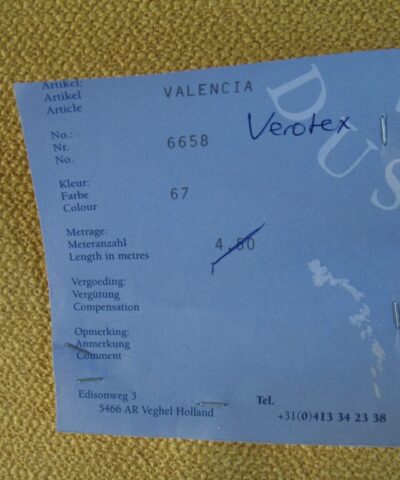 Artikel:
Artikel VALENCIA
Article
Verotex
DUS
No.:
Nr. 6658
No.
Kleur:
Farbe 67
Colour
Metrage:
Meteranzahl 4.50
Length in metres
Vergoeding:
Vergütung
Compensation
Opmerking:
Anmerkung
Comment
Edisonweg 3 Tel.
5466 AR Veghel Holland +31(0)413 34 23 38